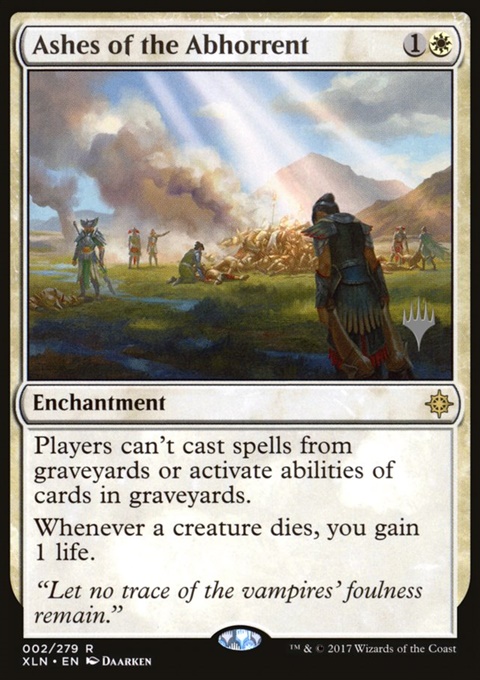 Ashes of the Abhorrent 1
Enchantment
Players can't cast spells from
graveyards or activate abilities of
cards in graveyards.
Whenever a creature dies, you gain
1 life.
"Let no trace of the vampires' foulness
remain."
002/279 R
XLN • EN Daarken
™ & © 2017 Wizards of the Coast